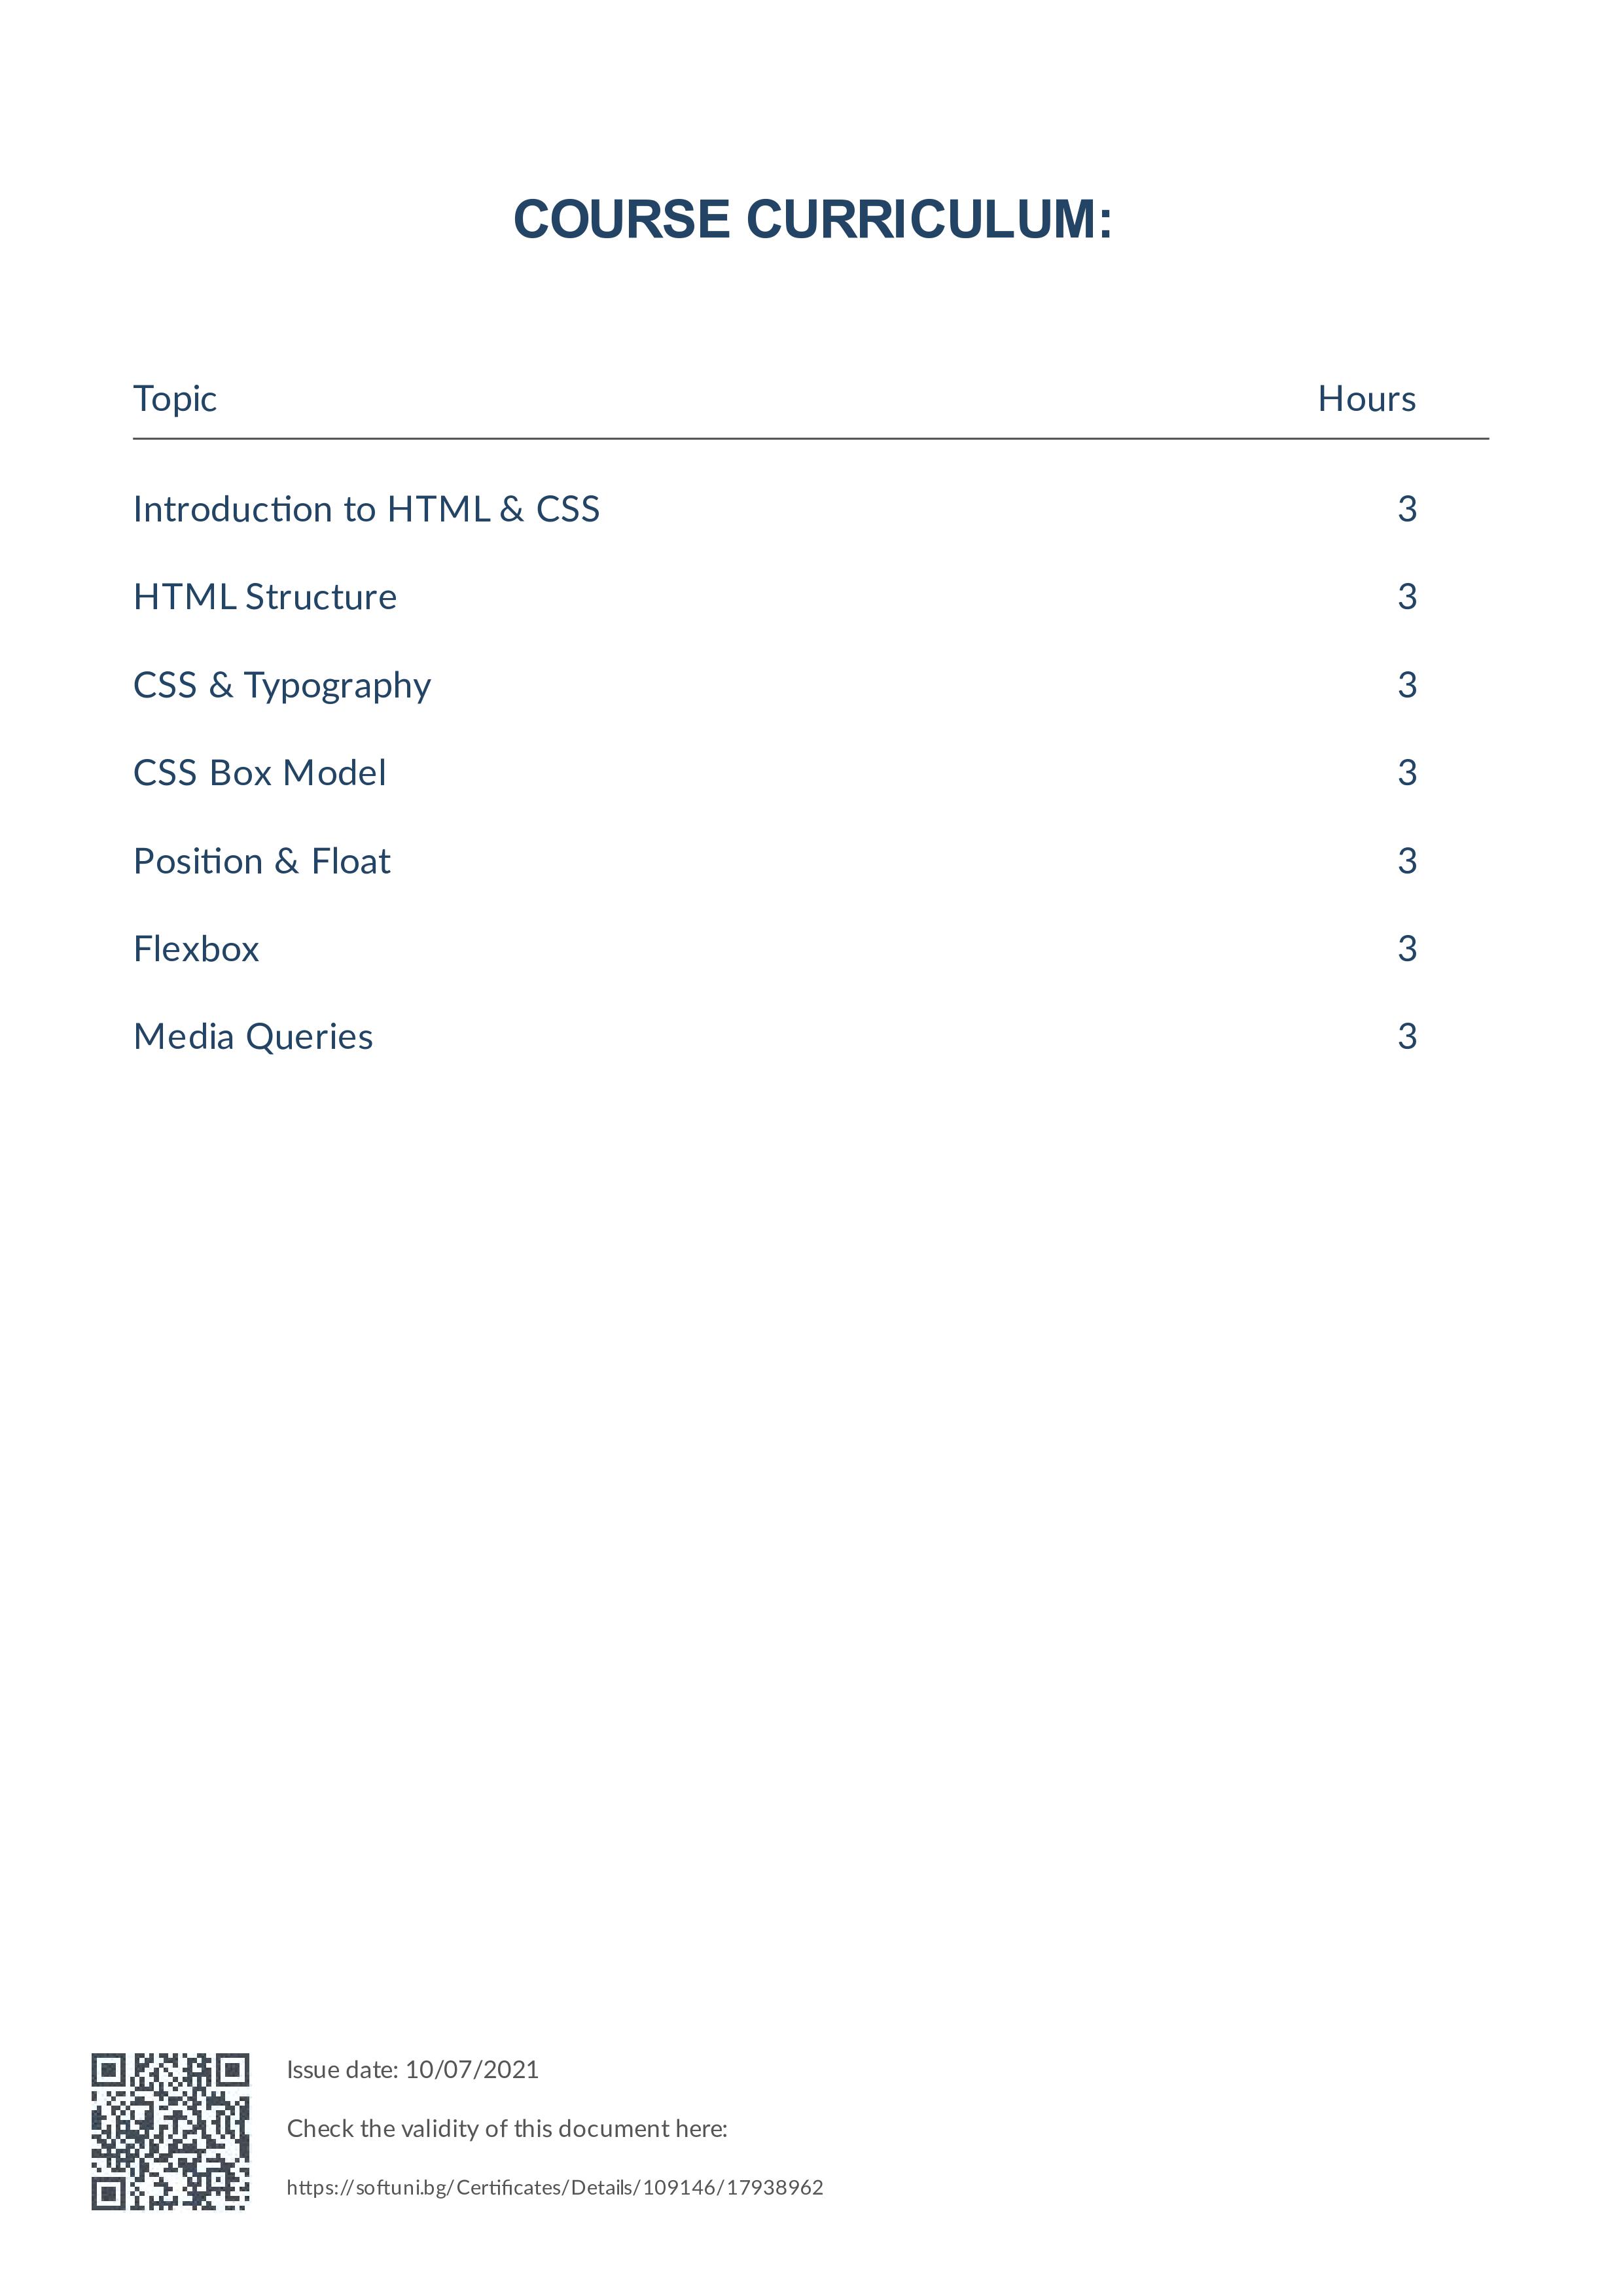 COURSE CURRICULUM:
Topic Hours
Introduction to HTML & CSS 3
HTML Structure 3
CSS & Typography 3
CSS Box Model 3
Position & Float 3
Flexbox 3
Media Queries 3
Issue date: 10/07/2021
Check the validity of this document here:
https://softuni.bg/Certificates/Details/109146/17938962